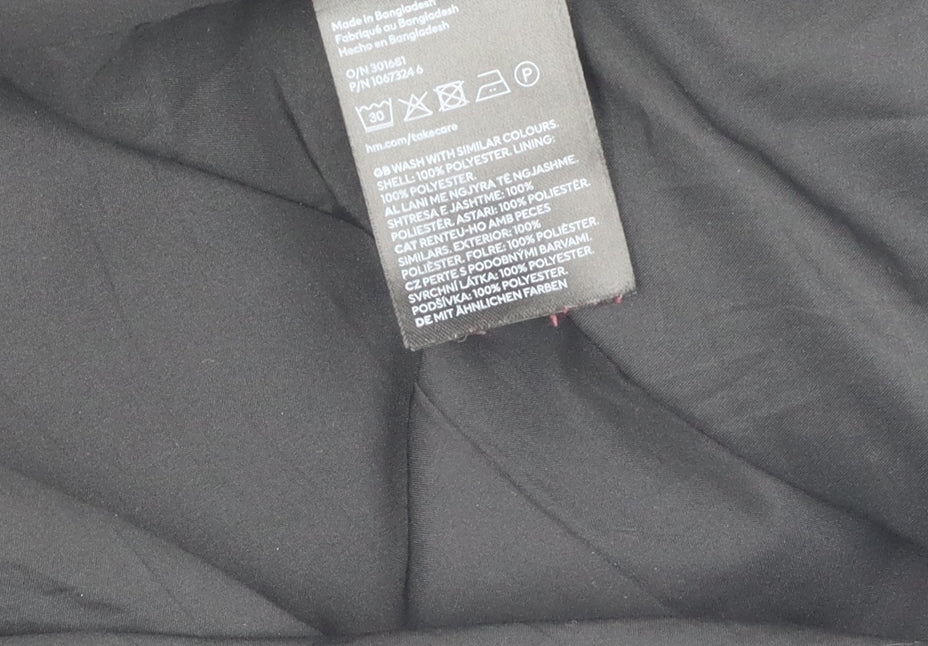 Made in Bangladesh
Fabriqué au Bangladesh
Hecho en Bangladesh
O/N 301681
P/N 1067324 6
30
P
hm.com/takecare
GB WASH WITH SIMILAR COLOURS.
SHELL: 100% POLYESTER. LINING:
100% POLYESTER.
AL LANI ME NGJYRA TË NGJASHME.
SHTRESA E JASHTME: 100%
POLIESTËR. ASTARI: 100% POLIESTËR.
CAT RENTEU-HO AMB PECES
SIMILARS. EXTERIOR: 100%
POLIÈSTER. FOLRE: 100% POLIÈSTER.
CZ PERTE S PODOBNÝMI BARVAMI.
SVRCHNÍ LÁTKA: 100% POLYESTER.
PODŠÍVKA: 100% POLYESTER.
DE MIT ÄHNLICHEN FARBEN